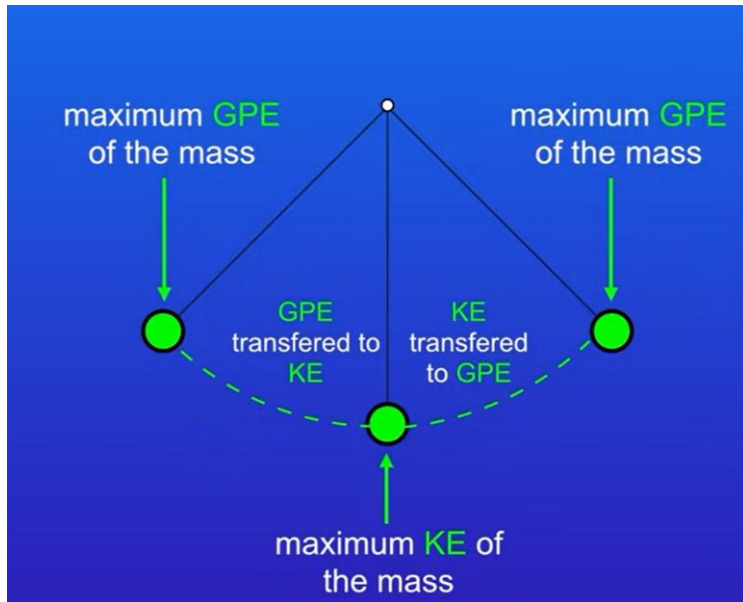 maximum GPE
of the mass
maximum GPE
of the mass
GPE
transfered to
KE
KE
transfered
to GPE
maximum KE of
the mass